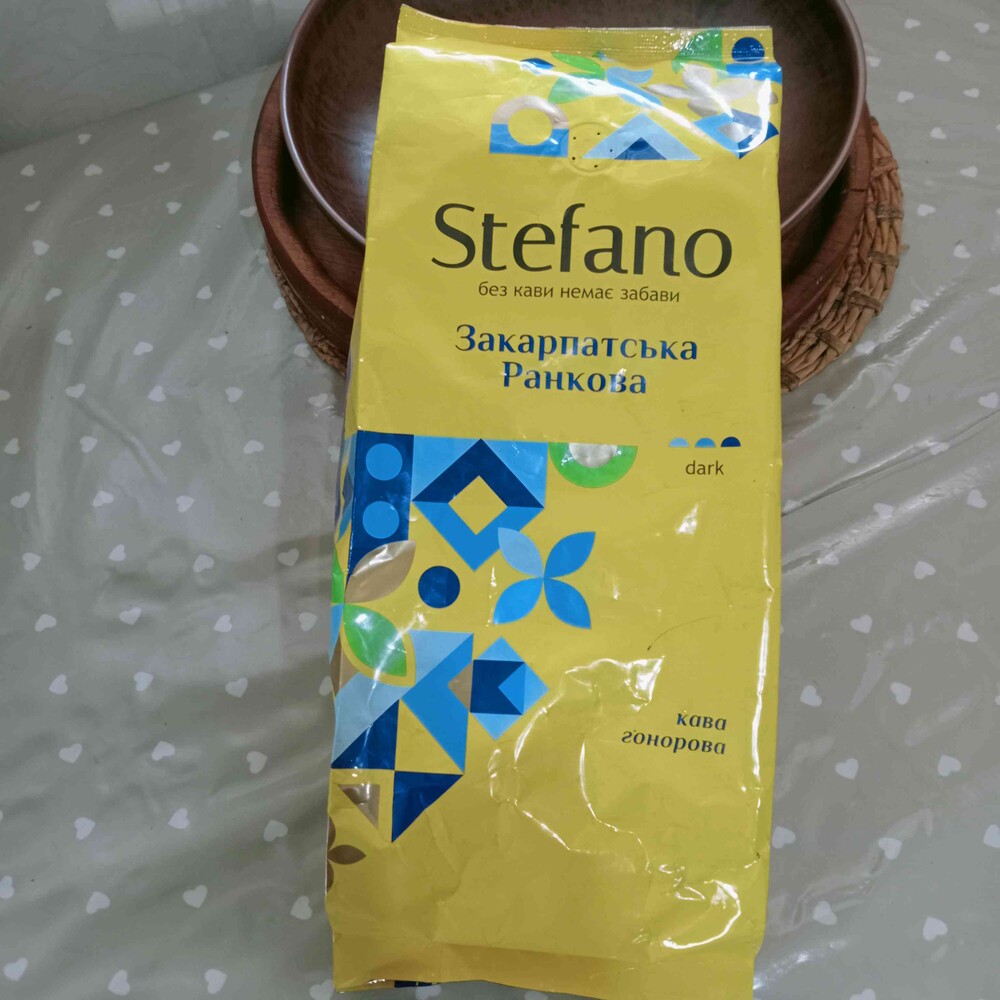 Stefano
без кави немає забави
Закарпатська
Ранкова
dark
кава
гонорова